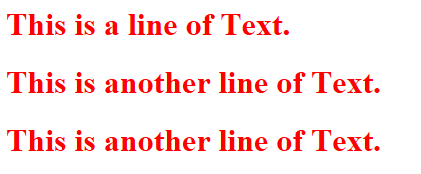 This is a line of Text.
This is another line of Text.
This is another line of Text.